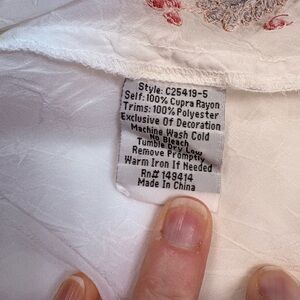 Style: C25419-5
Self: 100% Cupra Rayon
Trims: 100% Polyester
Exclusive Of Decoration
Machine Wash Cold
No Bleach
Tumble Dry Low
Remove Promptly
Warm Iron If Needed
Rn# 149414
Made In China